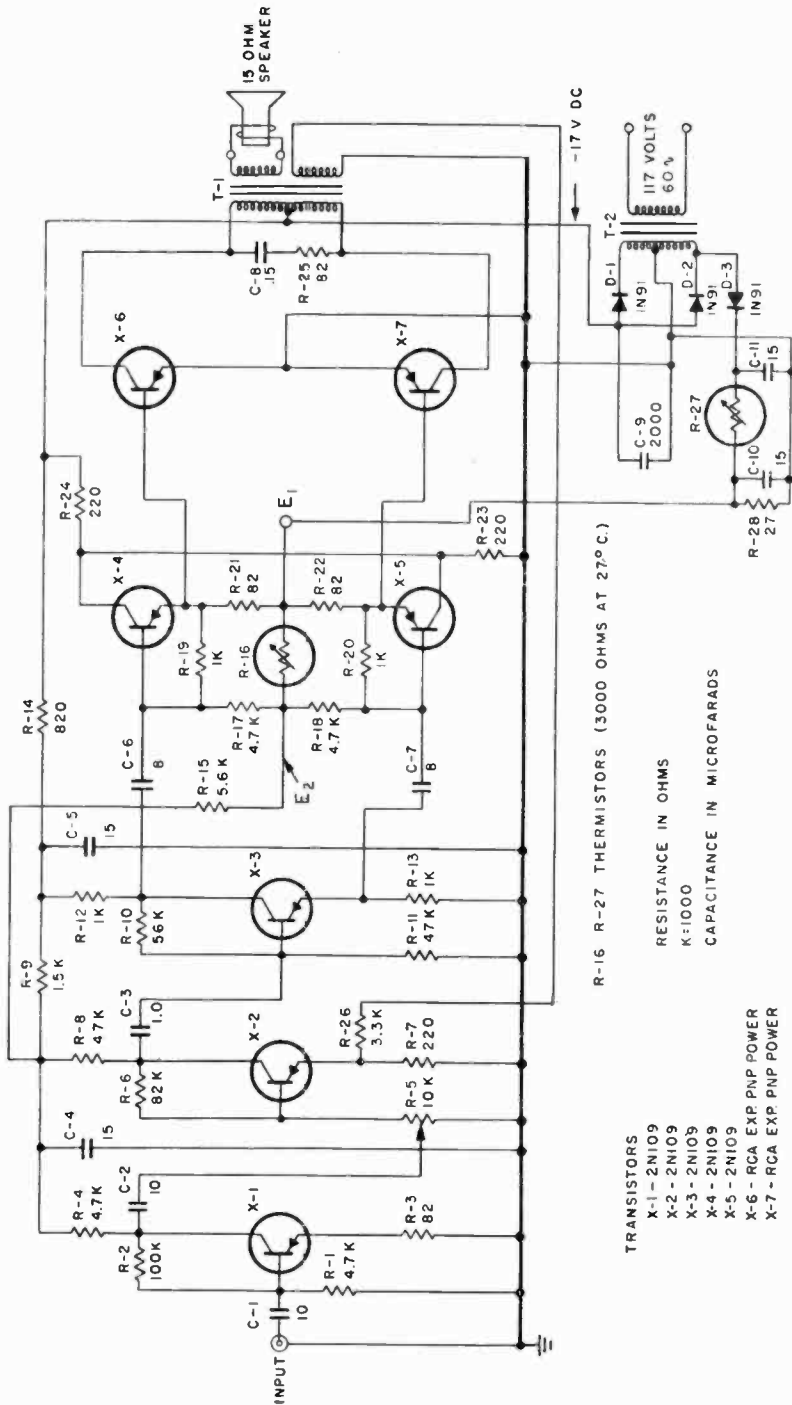 INPUT
C-1
10
R-1
4.7K
R-2
100K
R-4
4.7K
C-2
10
X-1
R-3
82
C-4
15
R-5
10K
R-6
82K
R-8
47K
C-3
1.0
X-2
R-26
3.3K
R-7
220
R-9
1.5K
R-12
1K
R-10
56K
X-3
R-11
47K
R-13
1K
C-5
15
C-6
8
R-15
5.6K
E2
C-7
8
R-14
820
R-17
4.7K
R-18
4.7K
R-19
1K
R-16
R-20
1K
X-4
R-21
82
R-22
82
X-5
R-24
220
E1
R-23
220
X-6
X-7
C-8
.15
R-25
82
T-1
15 OHM
SPEAKER
-17 V DC
117 VOLTS
60~
T-2
D-1
1N91
D-2
1N91
D-3
1N91
C-9
2000
C-11
15
R-27
C-10
15
R-28
27
R-16 R-27 THERMISTORS (3000 OHMS AT 27°C.)
RESISTANCE IN OHMS
K=1000
CAPACITANCE IN MICROFARADS
TRANSISTORS
X-1 - 2N109
X-2 - 2N109
X-3 - 2N109
X-4 - 2N109
X-5 - 2N109
X-6 - RCA EXP. PNP POWER
X-7 - RCA EXP. PNP POWER